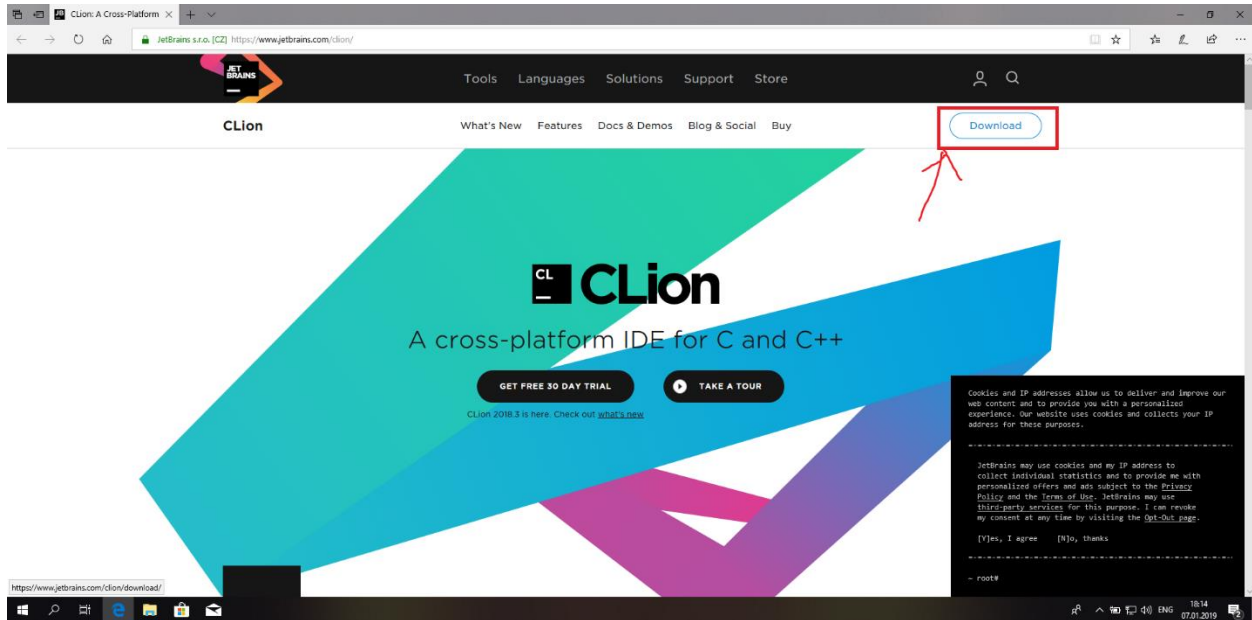 CLion: A Cross-Platform
JetBrains s.r.o. [CZ] https://www.jetbrains.com/clion/
JET
BRAINS
Tools Languages Solutions Support Store
CLion
What's New Features Docs & Demos Blog & Social Buy
Download
CL
CLion
A cross-platform IDE for C and C++
GET FREE 30 DAY TRIAL
TAKE A TOUR
CLion 2018.3 is here. Check out what's new
Cookies and IP addresses allow us to deliver and improve our
web content and to provide you with a personalized
experience. Our website uses cookies and collects your IP
address for these purposes.
JetBrains may use cookies and my IP address to
collect individual statistics and to provide me with
personalized offers and ads subject to the Privacy
Policy and the Terms of Use. JetBrains may use
third-party services for this purpose. I can revoke
my consent at any time by visiting the Opt-Out page.
[Y]es, I agree [N]o, thanks
~ root#
https://www.jetbrains.com/clion/download/
ENG
18:14
07.01.2019